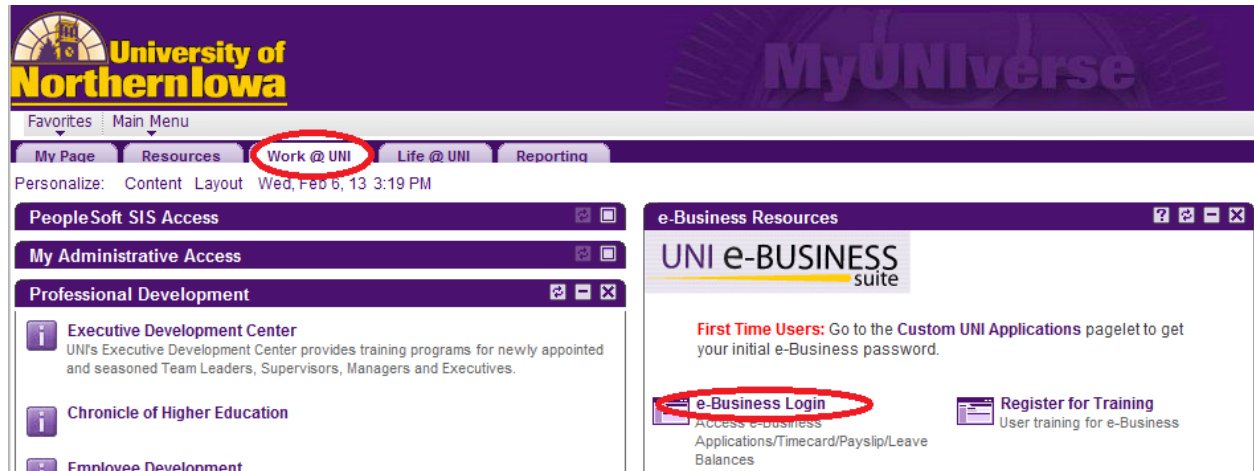 University of
Northern Iowa
MyUNIverse
Favorites Main Menu
My Page Resources Work @ UNI Life @ UNI Reporting
Personalize: Content Layout Wed, Feb 6, 13 3:19 PM
PeopleSoft SIS Access
My Administrative Access
Professional Development
Executive Development Center
UNI's Executive Development Center provides training programs for newly appointed
and seasoned Team Leaders, Supervisors, Managers and Executives.
Chronicle of Higher Education
Employee Development
e-Business Resources
UNI e-BUSINESS
suite
First Time Users: Go to the Custom UNI Applications pagelet to get
your initial e-Business password.
e-Business Login
Access e-Business
Applications/Timecard/Payslip/Leave
Balances
Register for Training
User training for e-Business